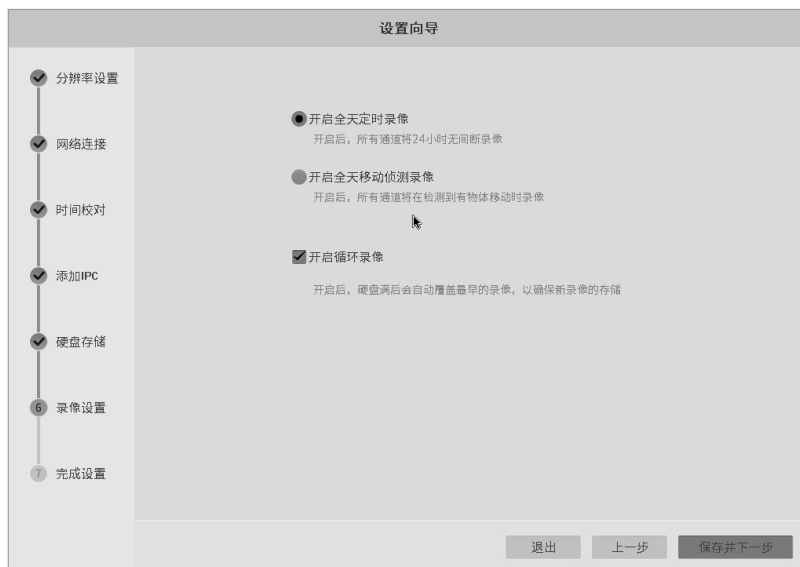 设置向导
分辨率设置
网络连接
时间校对
添加IPC
硬盘存储
6 录像设置
7 完成设置
开启全天定时录像
开启后，所有通道将24小时无间断录像
开启全天移动侦测录像
开启后，所有通道将在检测到有物体移动时录像
开启循环录像
开启后，硬盘满后会自动覆盖最早的录像，以确保新录像的存储
退出 上一步 保存并下一步